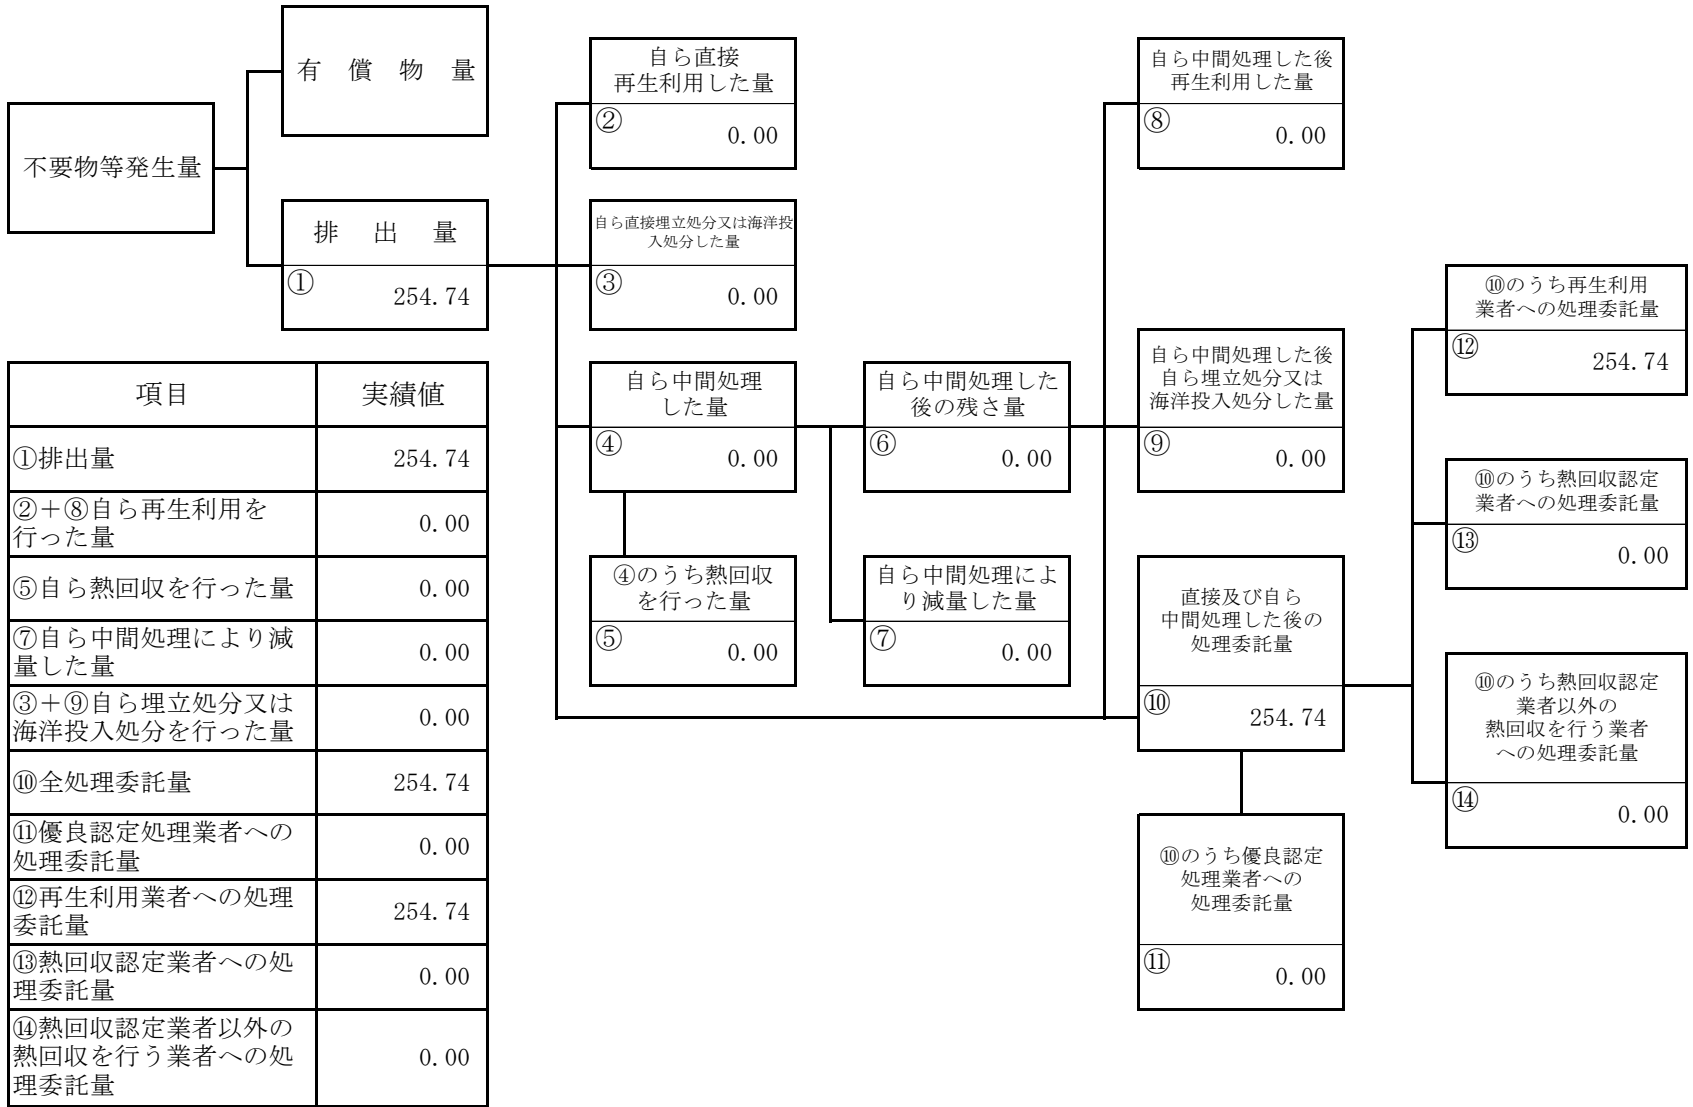 有償物量
不要物等発生量
排出量
①
254.74
自ら直接
再生利用した量
②
0.00
自ら直接埋立処分又は海洋投
入処分した量
③
0.00
自ら中間処理
した量
④
0.00
④のうち熱回収
を行った量
⑤
0.00
自ら中間処理した
後の残さ量
⑥
0.00
自ら中間処理によ
り減量した量
⑦
0.00
自ら中間処理した後
再生利用した量
⑧
0.00
自ら中間処理した後
自ら埋立処分又は
海洋投入処分した量
⑨
0.00
直接及び自ら
中間処理した後の
処理委託量
⑩
254.74
⑩のうち優良認定
処理業者への
処理委託量
⑪
0.00
⑩のうち再生利用
業者への処理委託量
⑫
254.74
⑩のうち熱回収認定
業者への処理委託量
⑬
0.00
⑩のうち熱回収認定
業者以外の
熱回収を行う業者
への処理委託量
⑭
0.00
項目 実績値
①排出量 254.74
②＋⑧自ら再生利用を
行った量 0.00
⑤自ら熱回収を行った量 0.00
⑦自ら中間処理により減
量した量 0.00
③＋⑨自ら埋立処分又は
海洋投入処分を行った量 0.00
⑩全処理委託量 254.74
⑪優良認定処理業者への
処理委託量 0.00
⑫再生利用業者への処理
委託量 254.74
⑬熱回収認定業者への処
理委託量 0.00
⑭熱回収認定業者以外の
熱回収を行う業者への処 0.00
理委託量